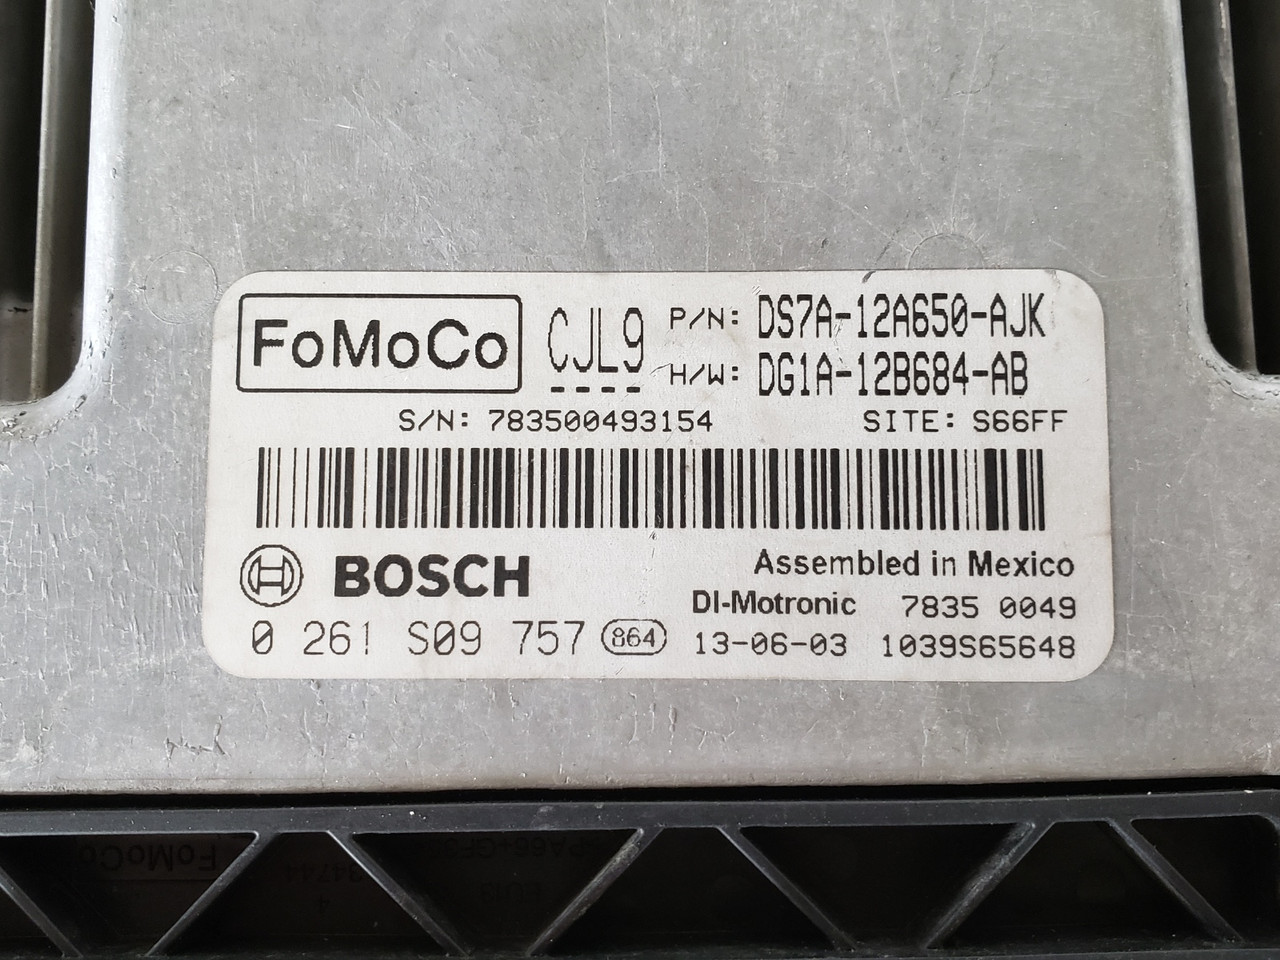 FoMoCo
CJL9
P/N: DS7A-12A650-AJK
H/W: DG1A-12B684-AB
S/N: 783500493154
SITE: S66FF
BOSCH
Assembled in Mexico
DI-Motronic 7835 0049
0 261 S09 757 864 13-06-03 1039S65648
FoMoCo